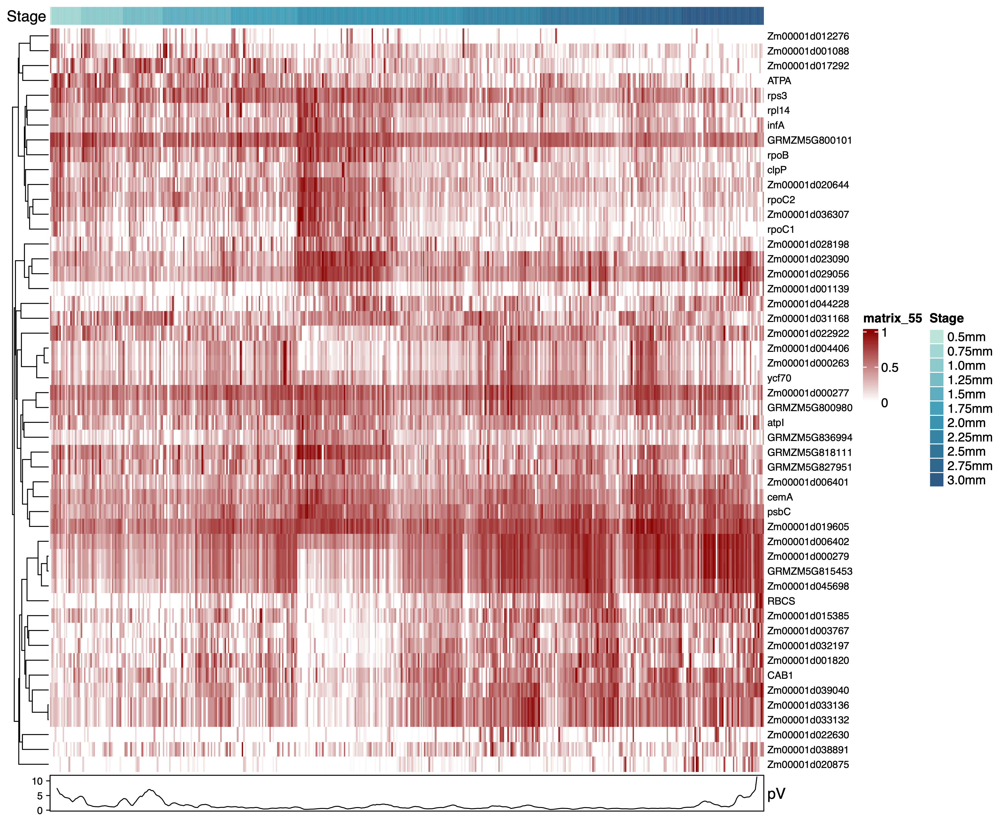 Stage
Zm00001d012276
Zm00001d001088
Zm00001d017292
ATPA
rps3
rpl14
infA
GRMZM5G800101
rpoB
clpP
Zm00001d020644
rpoC2
Zm00001d036307
rpoC1
Zm00001d028198
Zm00001d023090
Zm00001d029056
Zm00001d001139
Zm00001d044228
Zm00001d031168
Zm00001d022922
Zm00001d004406
Zm00001d000263
ycf70
Zm00001d000277
GRMZM5G800980
atpI
GRMZM5G836994
GRMZM5G818111
GRMZM5G827951
Zm00001d006401
cemA
psbC
Zm00001d019605
Zm00001d006402
Zm00001d000279
GRMZM5G815453
Zm00001d045698
RBCS
Zm00001d015385
Zm00001d003767
Zm00001d032197
Zm00001d001820
CAB1
Zm00001d039040
Zm00001d033136
Zm00001d033132
Zm00001d022630
Zm00001d038891
Zm00001d020875
10
5
0
pV
matrix_55
1
0.5
0
Stage
0.5mm
0.75mm
1.0mm
1.25mm
1.5mm
1.75mm
2.0mm
2.25mm
2.5mm
2.75mm
3.0mm